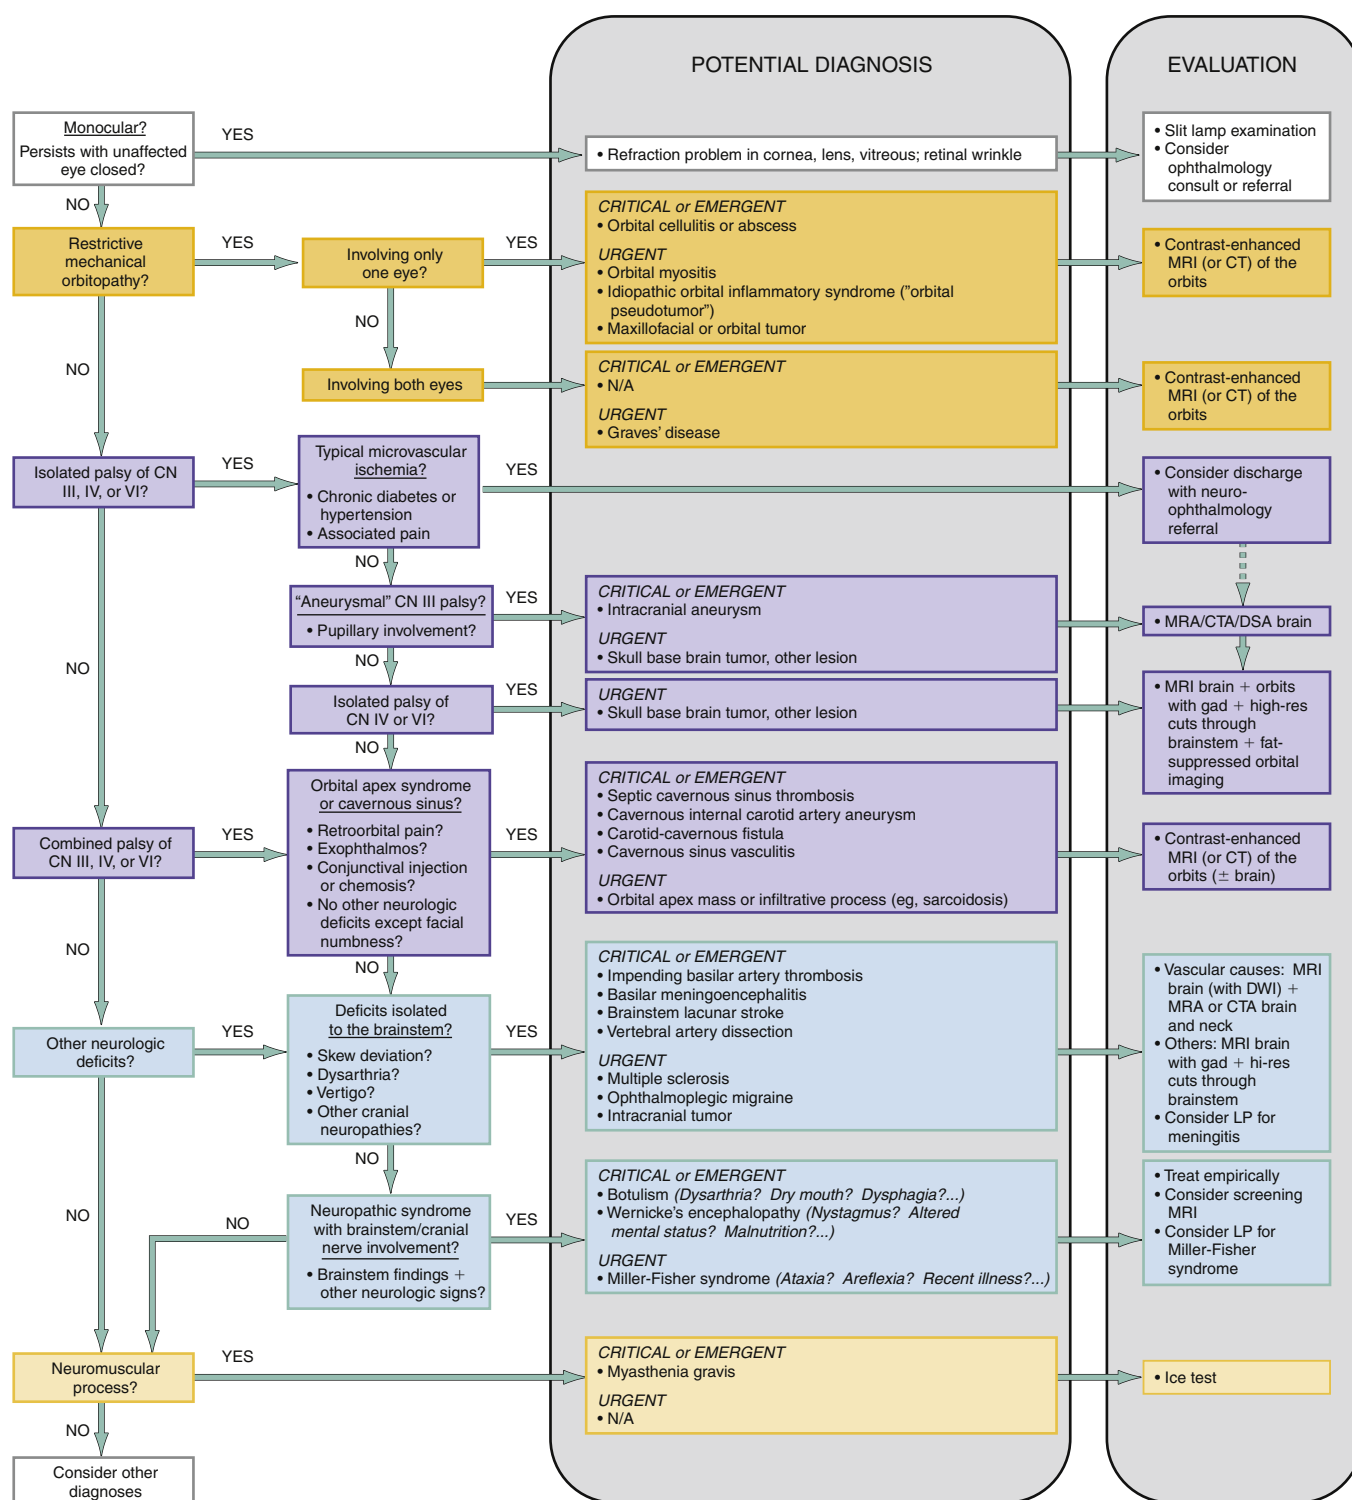 POTENTIAL DIAGNOSIS
EVALUATION
Monocular?
Persists with unaffected
eye closed?
YES
• Refraction problem in cornea, lens, vitreous; retinal wrinkle
• Slit lamp examination
• Consider
ophthalmology
consult or referral
NO
Restrictive
mechanical
orbitopathy?
YES
Involving only
one eye?
YES
CRITICAL or EMERGENT
• Orbital cellulitis or abscess
URGENT
• Orbital myositis
• Idiopathic orbital inflammatory syndrome ("orbital
pseudotumor")
• Maxillofacial or orbital tumor
• Contrast-enhanced
MRI (or CT) of the
orbits
NO
NO
Involving both eyes
CRITICAL or EMERGENT
• N/A
URGENT
• Graves' disease
• Contrast-enhanced
MRI (or CT) of the
orbits
Isolated palsy of CN
III, IV, or VI?
YES
Typical microvascular
ischemia?
• Chronic diabetes or
hypertension
• Associated pain
YES
• Consider discharge
with neuro-
ophthalmology
referral
NO
"Aneurysmal" CN III palsy?
• Pupillary involvement?
YES
CRITICAL or EMERGENT
• Intracranial aneurysm
URGENT
• Skull base brain tumor, other lesion
• MRA/CTA/DSA brain
NO
NO
Isolated palsy of
CN IV or VI?
YES
URGENT
• Skull base brain tumor, other lesion
• MRI brain + orbits
with gad + high-res
cuts through
brainstem + fat-
suppressed orbital
imaging
NO
Combined palsy of
CN III, IV, or VI?
YES
Orbital apex syndrome
or cavernous sinus?
• Retroorbital pain?
• Exophthalmos?
• Conjunctival injection
or chemosis?
• No other neurologic
deficits except facial
numbness?
YES
CRITICAL or EMERGENT
• Septic cavernous sinus thrombosis
• Cavernous internal carotid artery aneurysm
• Carotid-cavernous fistula
• Cavernous sinus vasculitis
URGENT
• Orbital apex mass or infiltrative process (eg, sarcoidosis)
• Contrast-enhanced
MRI (or CT) of the
orbits (± brain)
NO
NO
Other neurologic
deficits?
YES
Deficits isolated
to the brainstem?
• Skew deviation?
• Dysarthria?
• Vertigo?
• Other cranial
neuropathies?
YES
CRITICAL or EMERGENT
• Impending basilar artery thrombosis
• Basilar meningoencephalitis
• Brainstem lacunar stroke
• Vertebral artery dissection
URGENT
• Multiple sclerosis
• Ophthalmoplegic migraine
• Intracranial tumor
• Vascular causes: MRI
brain (with DWI) +
MRA or CTA brain
and neck
• Others: MRI brain
with gad + hi-res
cuts through
brainstem
• Consider LP for
meningitis
NO
NO
NO
Neuropathic syndrome
with brainstem/cranial
nerve involvement?
• Brainstem findings +
other neurologic signs?
YES
CRITICAL or EMERGENT
• Botulism (Dysarthria? Dry mouth? Dysphagia?...)
• Wernicke's encephalopathy (Nystagmus? Altered
mental status? Malnutrition?...)
URGENT
• Miller-Fisher syndrome (Ataxia? Areflexia? Recent illness?...)
• Treat empirically
• Consider screening
MRI
• Consider LP for
Miller-Fisher
syndrome
Neuromuscular
process?
YES
CRITICAL or EMERGENT
• Myasthenia gravis
URGENT
• N/A
• Ice test
NO
Consider other
diagnoses